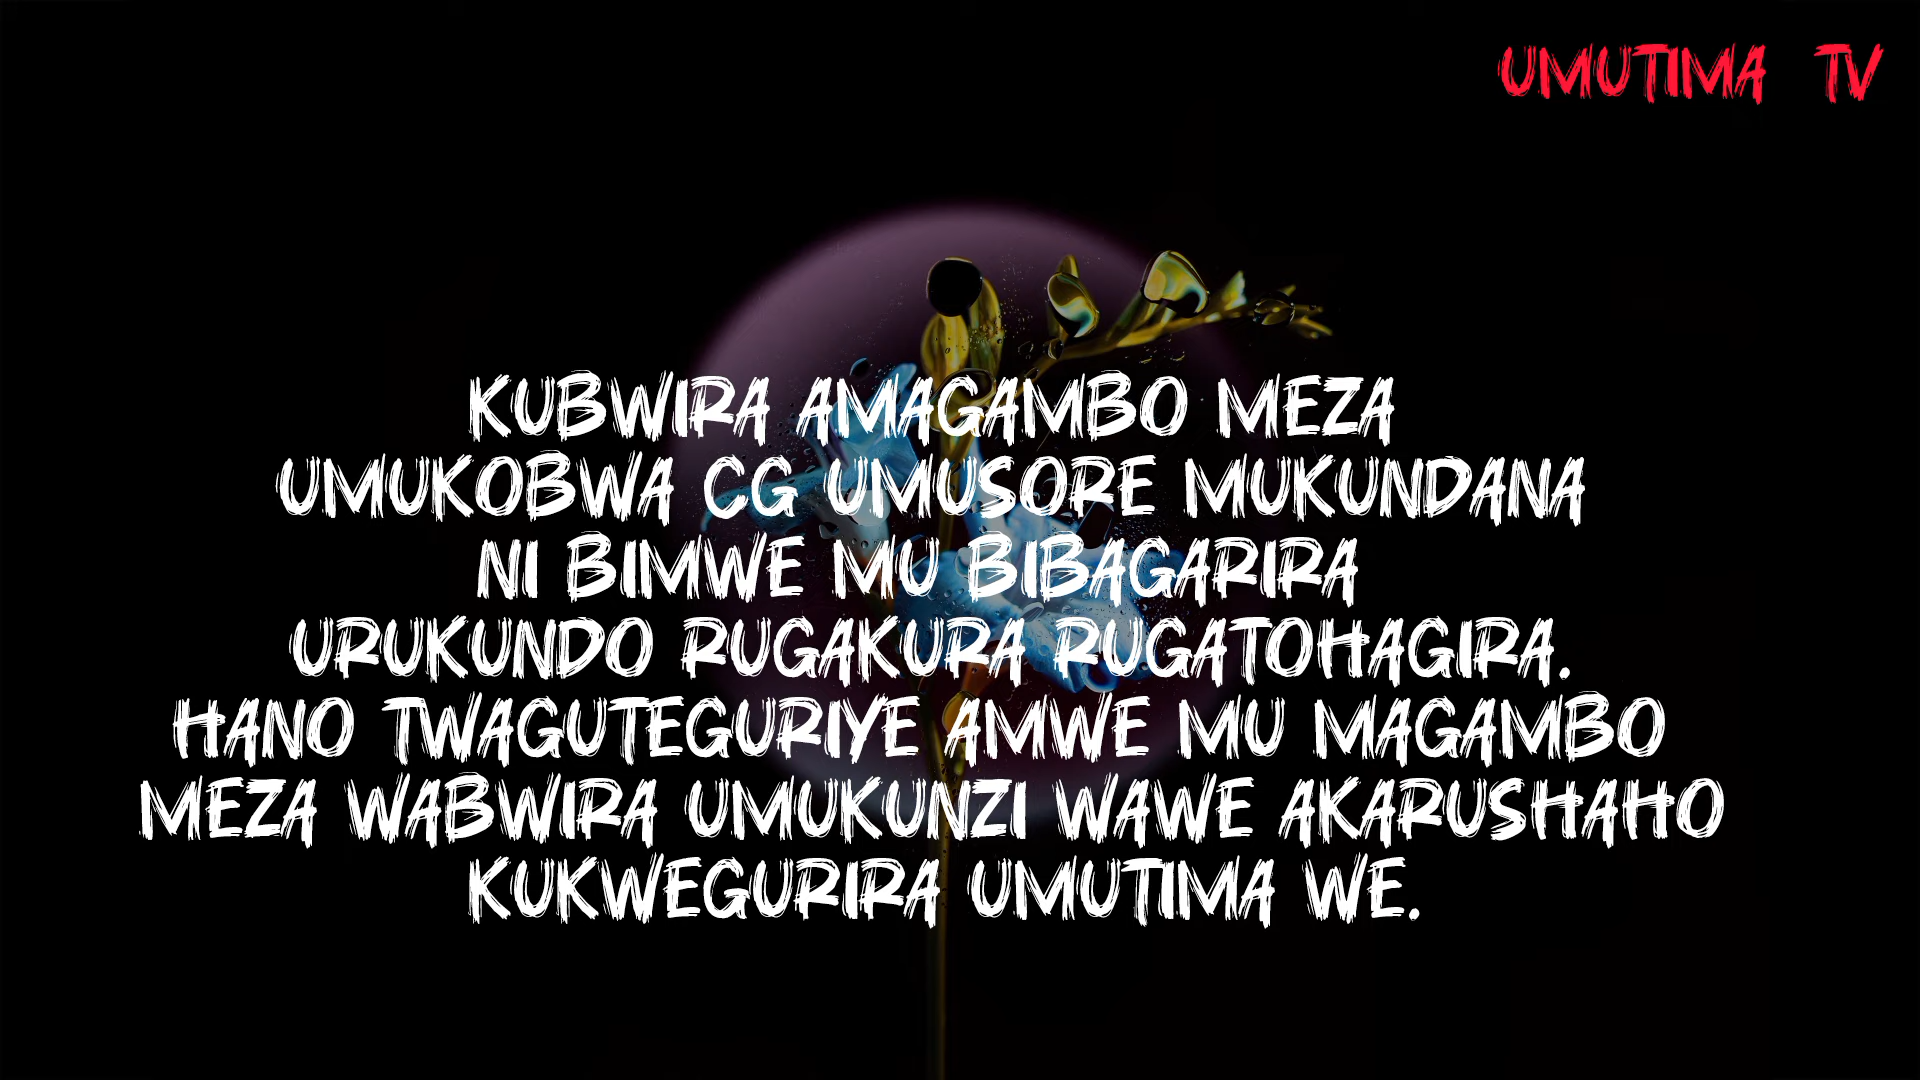 UMUTIMA TV
KUBWIRA AMAGAMBO MEZA
UMUKOBWA CG UMUSORE MUKUNDANA
NI BIMWE MU BIBAGARIRA
URUKUNDO RUGAKURA RUGATOHAGIRA.
HANO TWAGUTEGURIYE AMWE MU MAGAMBO
MEZA WABWIRA UMUKUNZI WAWE AKARUSHAHO
KUKWEGURIRA UMUTIMA WE.